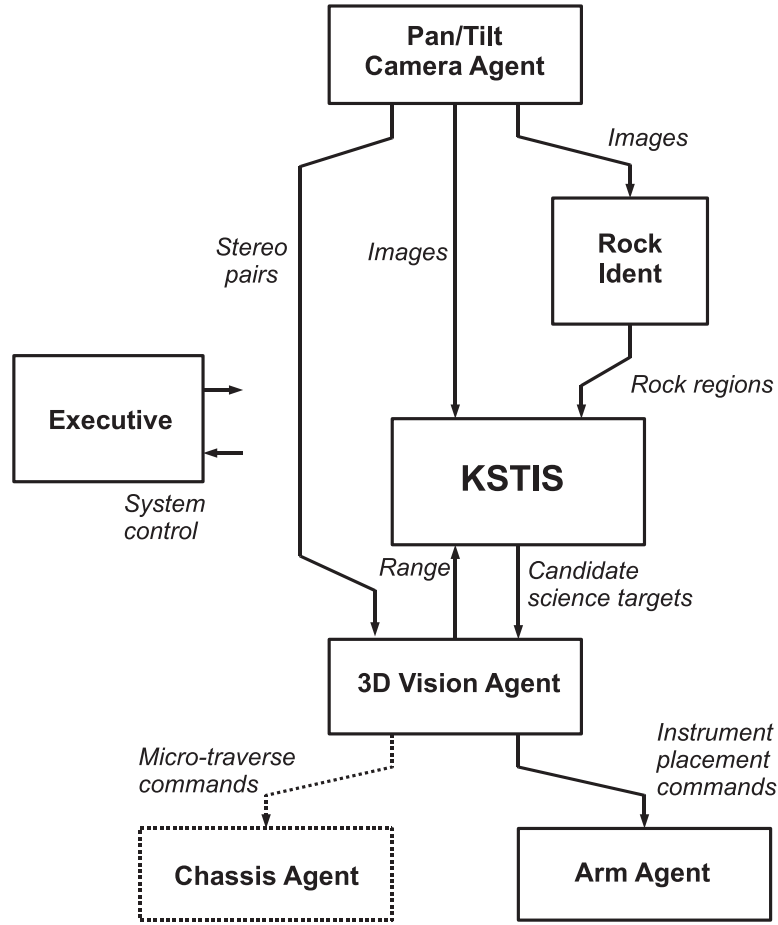 Pan/Tilt
Camera Agent
Images
Rock
Ident
Stereo
pairs
Images
Rock regions
Executive
KSTIS
System
control
Range
Candidate
science targets
3D Vision Agent
Instrument
placement
commands
Micro-traverse
commands
Chassis Agent
Arm Agent